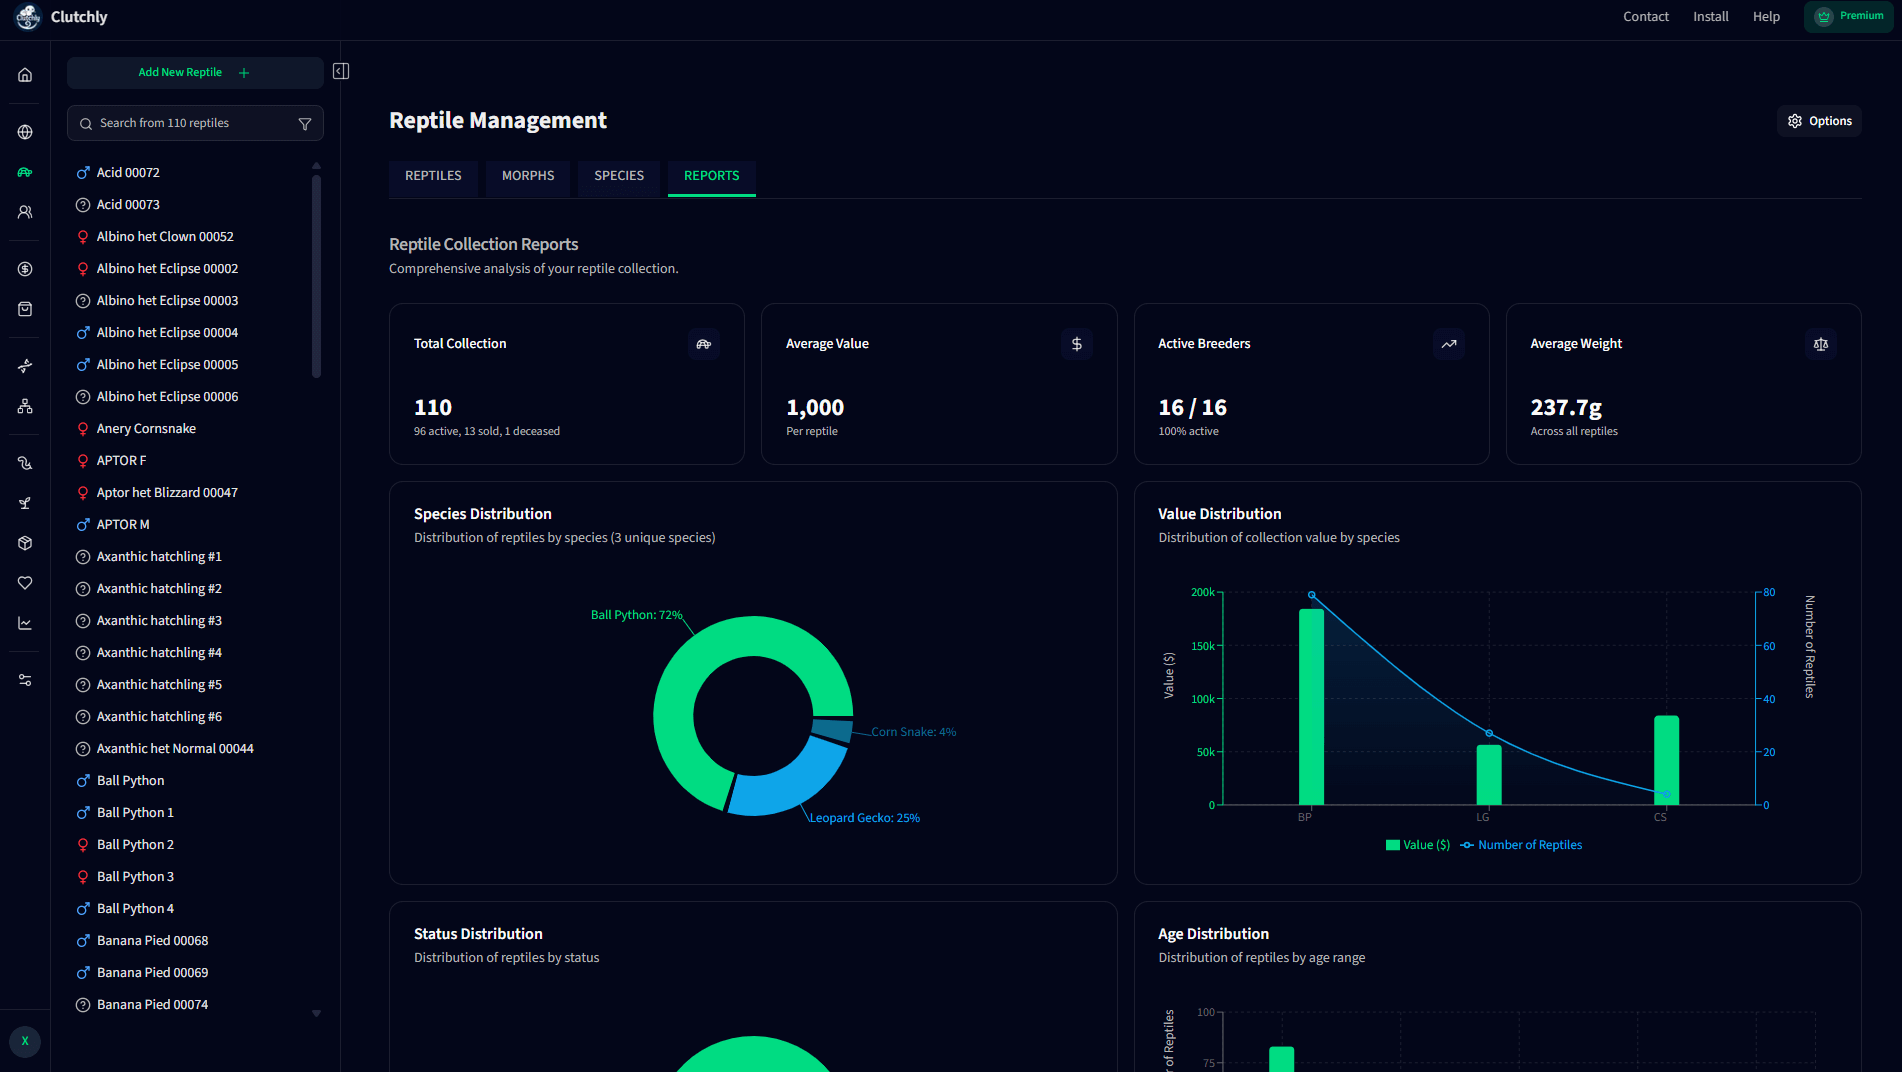 Clutchly
Contact
Install
Help
Premium
Add New Reptile +
Search from 110 reptiles
Acid 00072
Acid 00073
Albino het Clown 00052
Albino het Eclipse 00002
Albino het Eclipse 00003
Albino het Eclipse 00004
Albino het Eclipse 00005
Albino het Eclipse 00006
Anery Cornsnake
APTOR F
Aptor het Blizzard 00047
APTOR M
Axanthic hatchling #1
Axanthic hatchling #2
Axanthic hatchling #3
Axanthic hatchling #4
Axanthic hatchling #5
Axanthic hatchling #6
Axanthic het Normal 00044
Ball Python
Ball Python 1
Ball Python 2
Ball Python 3
Ball Python 4
Banana Pied 00068
Banana Pied 00069
Banana Pied 00074
X
Reptile Management
Options
REPTILES
MORPHS
SPECIES
REPORTS
Reptile Collection Reports
Comprehensive analysis of your reptile collection.
Total Collection
110
96 active, 13 sold, 1 deceased
Average Value
1,000
Per reptile
Active Breeders
16 / 16
100% active
Average Weight
237.7g
Across all reptiles
Species Distribution
Distribution of reptiles by species (3 unique species)
Ball Python: 72%
Corn Snake: 4%
Leopard Gecko: 25%
Value Distribution
Distribution of collection value by species
Value ($)
200k
150k
100k
50k
0
80
60
40
20
0
Number of Reptiles
BP
LG
CS
Value ($)
Number of Reptiles
Status Distribution
Distribution of reptiles by status
Age Distribution
Distribution of reptiles by age range
100
75
of Reptiles